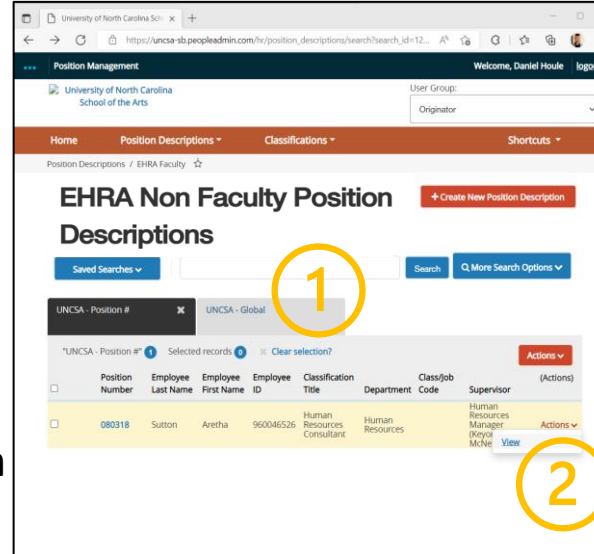 University of North Carolina Sch
https://uncsa-sb.peopleadmin.com/hr/position_descriptions/search?search_id=12...
Position Management
Welcome, Daniel Houle
logo
University of North Carolina
School of the Arts
User Group:
Originator
Home
Position Descriptions
Classifications
Shortcuts
Position Descriptions / EHRA Faculty
EHRA Non Faculty Position
Descriptions
+ Create New Position Description
Saved Searches
Search
More Search Options
1
UNCSA - Position #
UNCSA - Global
"UNCSA - Position #" 1 Selected records 0 Clear selection?
Actions
Position Number
Employee Last Name
Employee First Name
Employee ID
Classification Title
Department
Class/Job Code
Supervisor
(Actions)
080318
Sutton
Aretha
960046526
Human Resources Consultant
Human Resources
Human Resources Manager
Actions
View
2